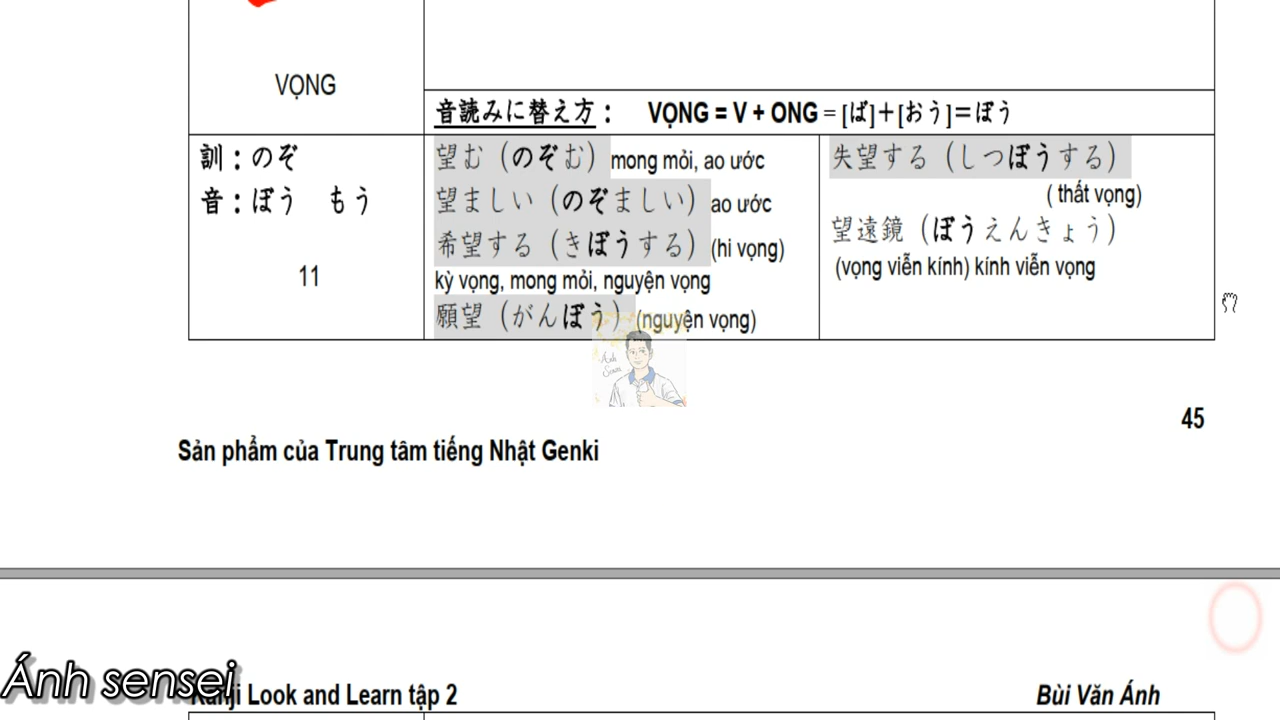 VỌNG
音読みに替え方： VỌNG = V + ONG = [ば]＋[おう]＝ぼう
訓：のぞ
音：ぼう　もう
11
望む（のぞむ）mong mỏi, ao ước
望ましい（のぞましい）ao ước
希望する（きぼうする）(hi vọng)
kỳ vọng, mong mỏi, nguyện vọng
願望（がんぼう）(nguyện vọng)
失望する（しつぼうする）
( thất vọng)
望遠鏡（ぼうえんきょう）
(vọng viễn kính) kính viễn vọng
Ánh
Sensei
45
Sản phẩm của Trung tâm tiếng Nhật Genki
Ánh sensei
Kanji Look and Learn tập 2
Bùi Văn Ánh